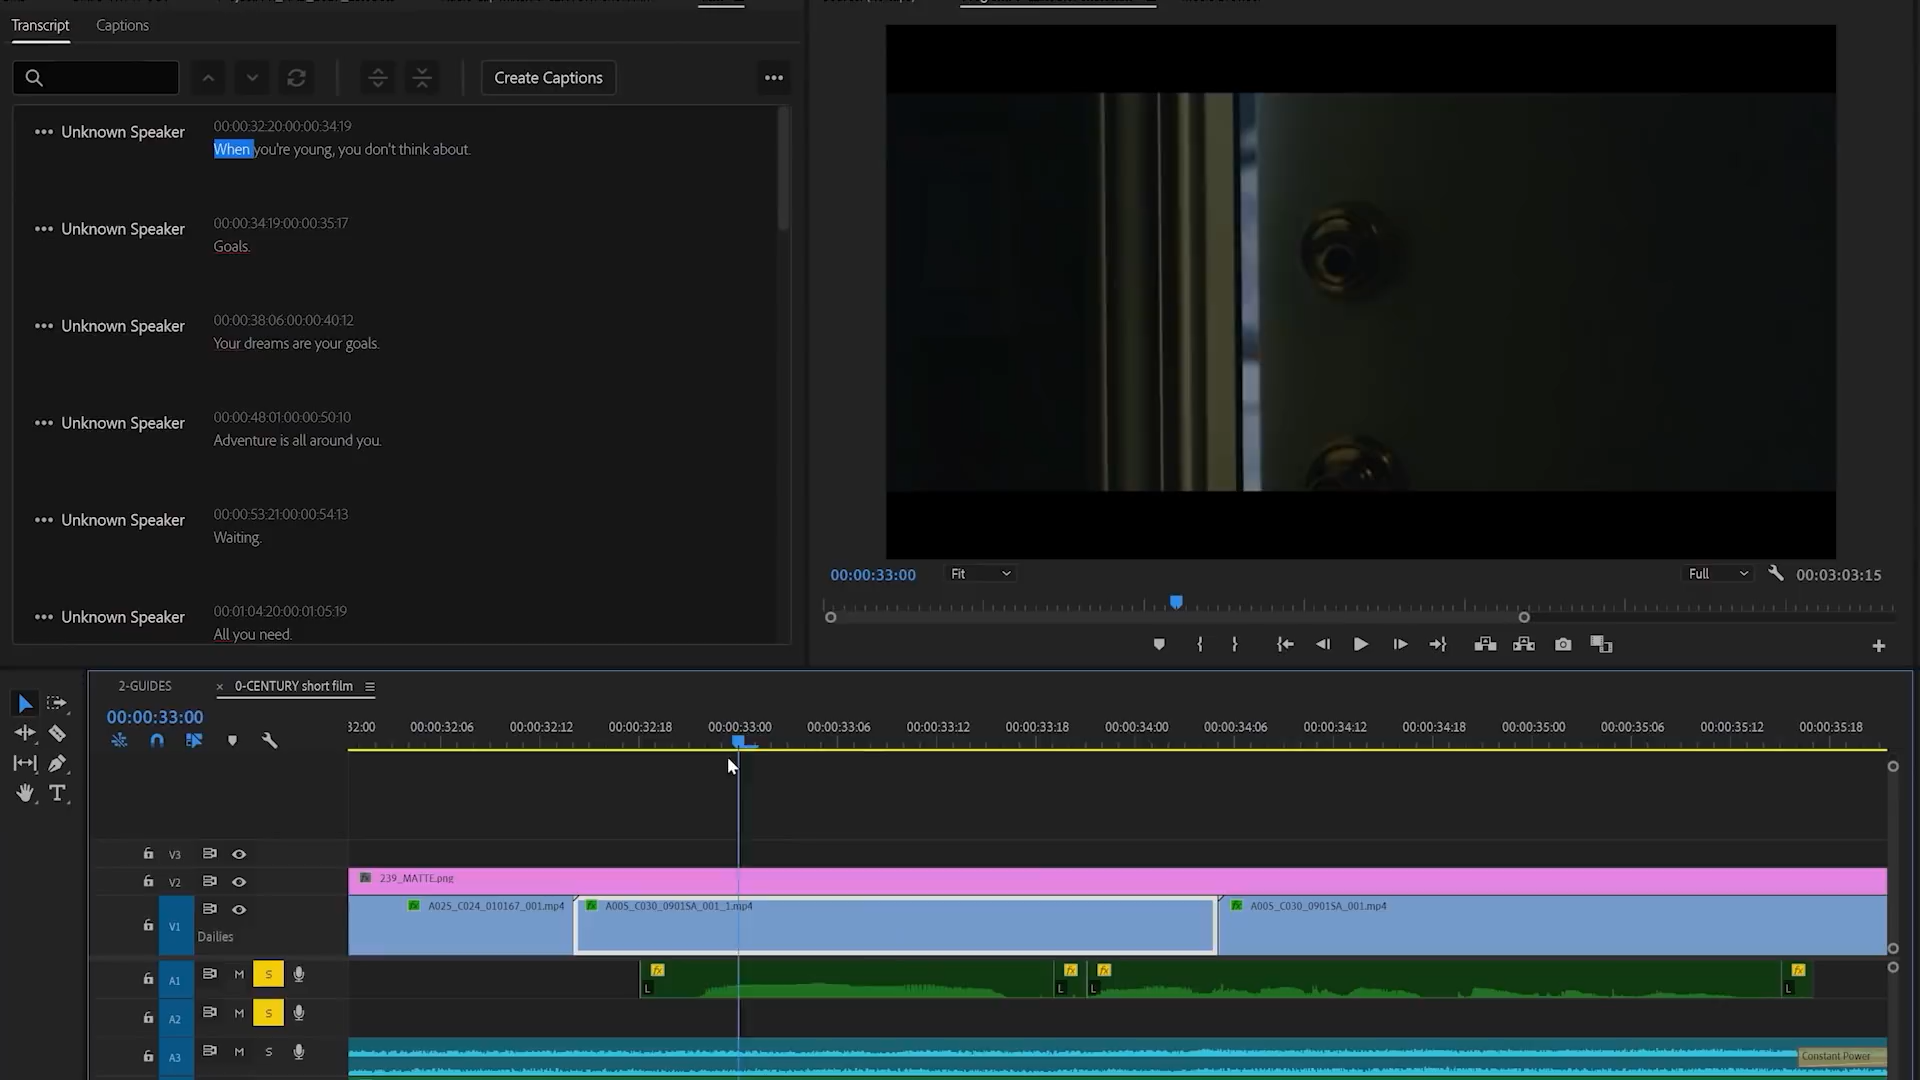 Transcript
Captions
Create Captions
Unknown Speaker
00:00:32:20:00:00:34:19
When you're young, you don't think about.
Unknown Speaker
00:00:34:19:00:00:35:17
Goals.
Unknown Speaker
00:00:38:06:00:00:40:12
Your dreams are your goals.
Unknown Speaker
00:00:48:01:00:00:50:10
Adventure is all around you.
Unknown Speaker
00:00:53:21:00:00:54:13
Waiting.
Unknown Speaker
00:01:04:20:00:01:05:19
All you need.
00:00:33:00
Fit
Full
00:03:03:15
2-GUIDES
× 0-CENTURY short film
00:00:33:00
32:00 00:00:32:06 00:00:32:12 00:00:32:18 00:00:33:00 00:00:33:06 00:00:33:12 00:00:33:18 00:00:34:00 00:00:34:06 00:00:34:12 00:00:34:18 00:00:35:00 00:00:35:06 00:00:35:12 00:00:35:18
V3
V2
fx 239_MATTE.png
V1
Dailies
fx A025_C024_010167_001.mp4
fx A005_C030_0901SA_001_1.mp4
fx A005_C030_0901SA_001.mp4
A1 M S
fx fx fx fx
L L L L
A2 M S
A3 M S
Constant Power